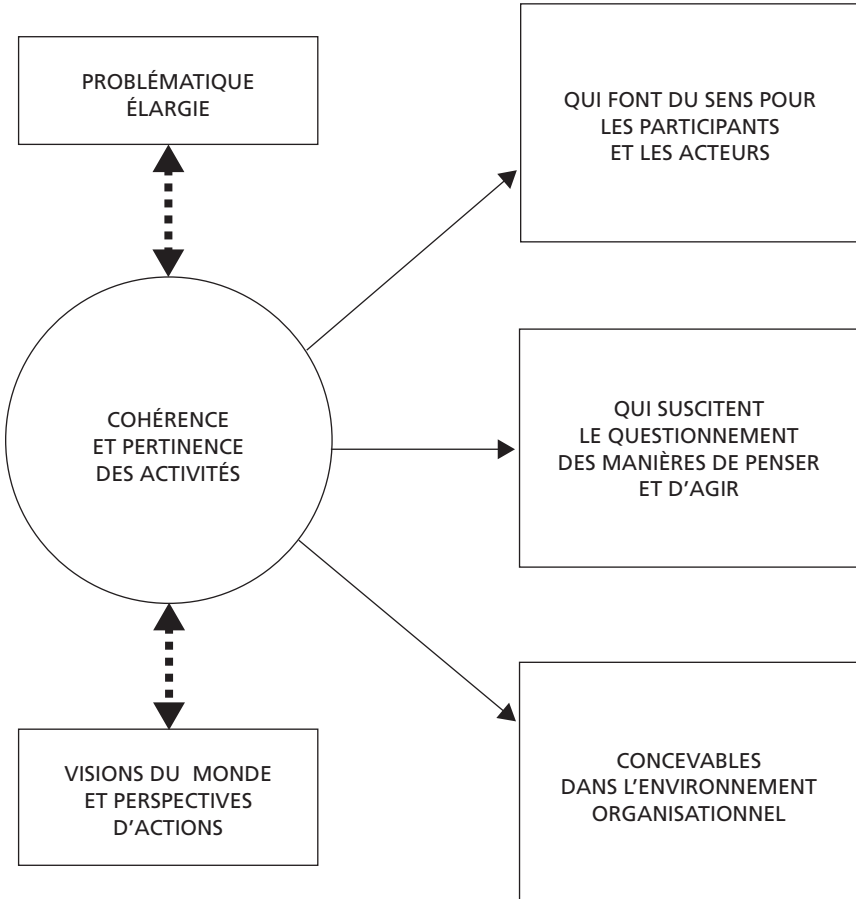 PROBLÉMATIQUE
ÉLARGIE
QUI FONT DU SENS POUR
LES PARTICIPANTS
ET LES ACTEURS
COHÉRENCE
ET PERTINENCE
DES ACTIVITÉS
QUI SUSCITENT
LE QUESTIONNEMENT
DES MANIÈRES DE PENSER
ET D'AGIR
VISIONS DU MONDE
ET PERSPECTIVES
D'ACTIONS
CONCEVABLES
DANS L'ENVIRONNEMENT
ORGANISATIONNEL